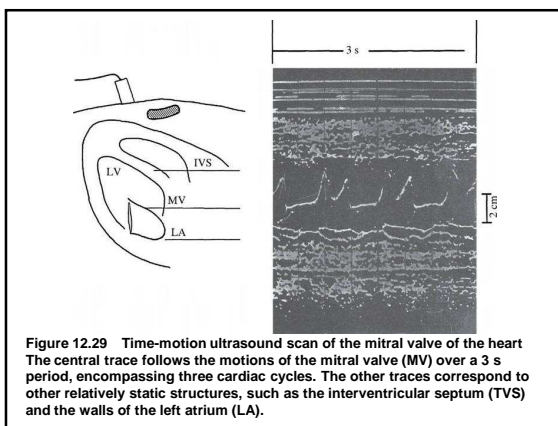 3 s
IVS
LV
MV
LA
2 cm
Figure 12.29 Time-motion ultrasound scan of the mitral valve of the heart
The central trace follows the motions of the mitral valve (MV) over a 3 s
period, encompassing three cardiac cycles. The other traces correspond to
other relatively static structures, such as the interventricular septum (TVS)
and the walls of the left atrium (LA).